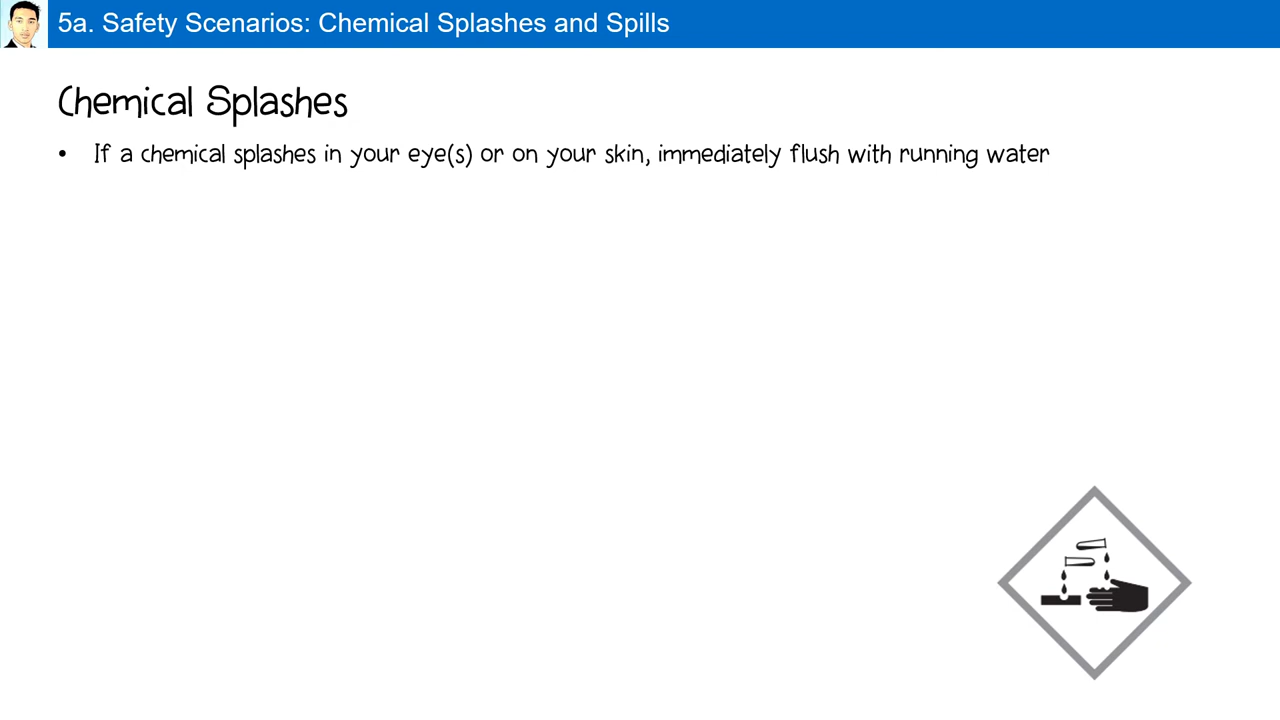 5a. Safety Scenarios: Chemical Splashes and Spills
Chemical Splashes
• If a chemical splashes in your eye(s) or on your skin, immediately flush with running water